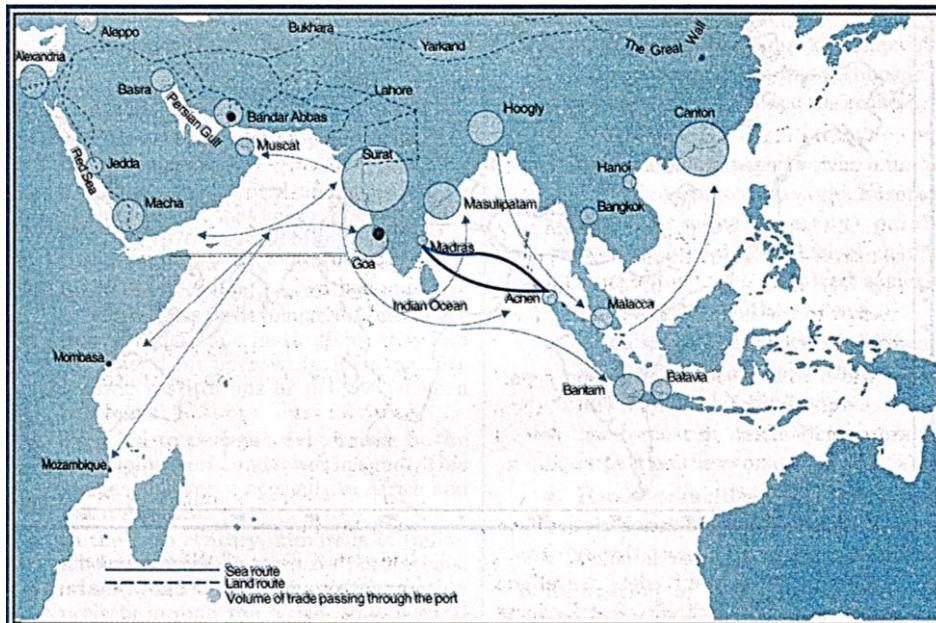 Aleppo
Bukhara
Yarkand
The Great Wall
Alexandria
Basra
Persian Gulf
Bandar Abbas
Lahore
Hoogly
Canton
Muscat
Surat
Hanoi
Jedda
Red Sea
Macha
Masulipatam
Bangkok
Madras
Goa
Indian Ocean
Achen
Malacca
Mombasa
Bantam
Batavia
Mozambique
Sea route
Land route
Volume of trade passing through the port